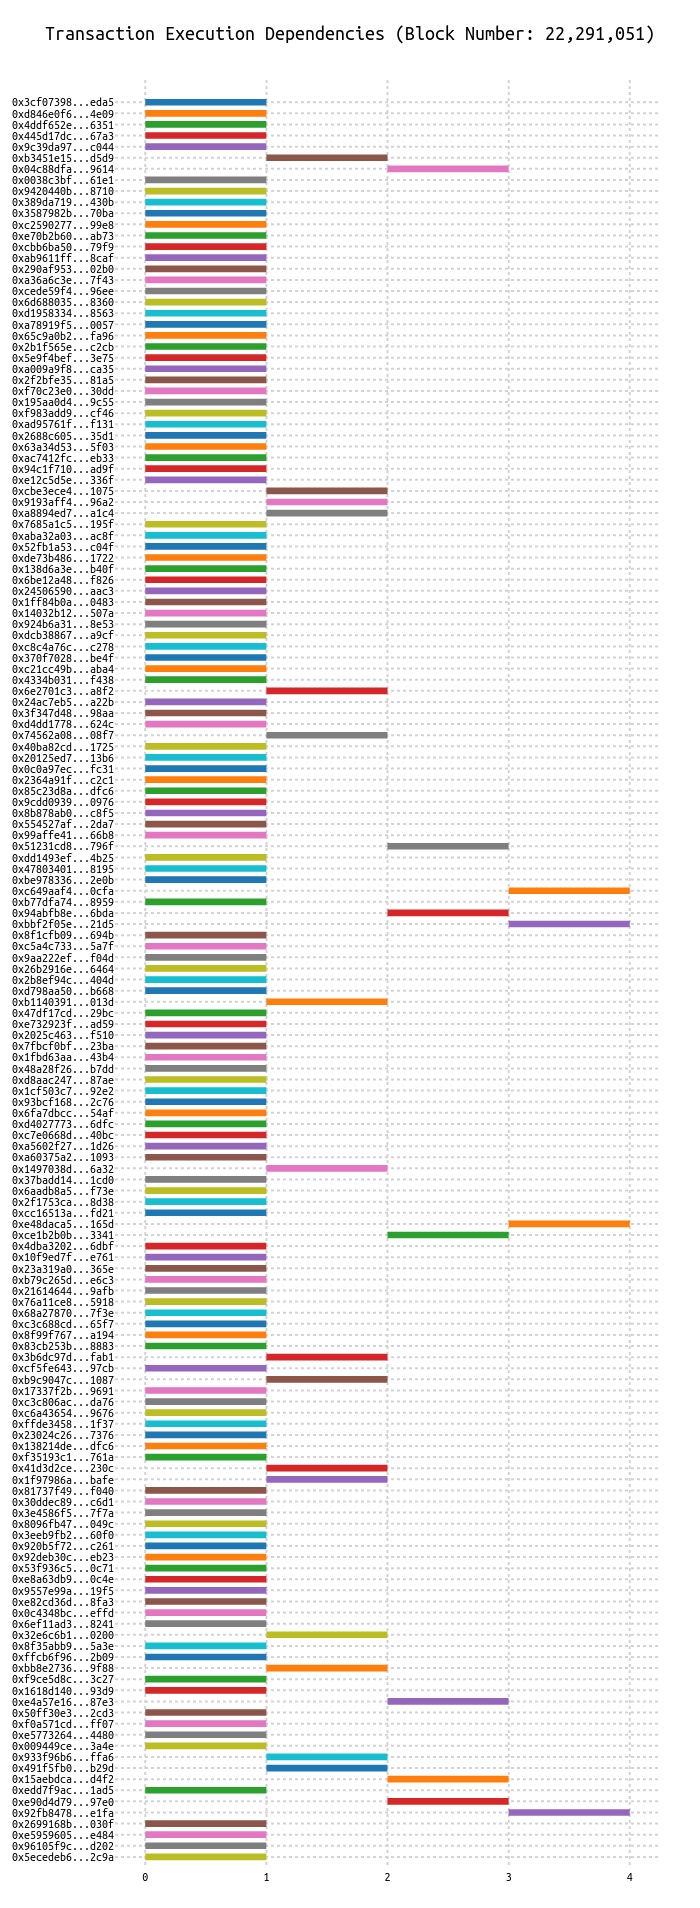 Transaction Execution Dependencies (Block Number: 22,291,051)
0x3cf07398...eda5
0xd846e0f6...4e09
0x4ddf652e...6351
0x445d17dc...67a3
0x9c39da97...c044
0xb3451e15...d5d9
0x04c88dfa...9614
0x0038c3bf...61e1
0x9420440b...8710
0x389da719...430b
0x3587982b...70ba
0xc2590277...99e8
0xe70b2b60...ab73
0xcbb6ba50...79f9
0xab9611ff...8caf
0x290af953...02b0
0xa36a6c3e...7f43
0xcede59f4...96ee
0x6d688035...8360
0xd1958334...8563
0xa78919f5...0057
0x65c9a0b2...fa96
0x2b1f565e...c2cb
0x5e9f4bef...3e75
0xa009a9f8...ca35
0x2f2bfe35...81a5
0xf70c23e0...30dd
0x195aa0d4...9c55
0xf983add9...cf46
0xad95761f...f131
0x2688c605...35d1
0x63a34d53...5f03
0xac7412fc...eb33
0x94c1f710...ad9f
0xe12c5d5e...336f
0xcbe3ece4...1075
0x9193aff4...96a2
0xa8894ed7...a1c4
0x7685a1c5...195f
0xaba32a03...ac8f
0x52fb1a53...c04f
0xde73b486...1722
0x138d6a3e...b40f
0x6be12a48...f826
0x24506590...aac3
0x1ff84b0a...0483
0x14032b12...507a
0x924b6a31...8e53
0xdcb38867...a9cf
0xc8c4a76c...c278
0x370f7028...be4f
0xc21cc49b...aba4
0x4334b031...f438
0x6e2701c3...a8f2
0x24ac7eb5...a22b
0x3f347d48...98aa
0xd4dd1778...624c
0x74562a08...08f7
0x40ba82cd...1725
0x20125ed7...13b6
0x0c0a97ec...fc31
0x2364a91f...c2c1
0x85c23d8a...dfc6
0x9cdd0939...0976
0x8b878ab0...c8f5
0x554527af...2da7
0x99affe41...66b8
0x51231cd8...796f
0xdd1493ef...4b25
0x47803401...8195
0xbe978336...2e0b
0xc649aaf4...0cfa
0xb77dfa74...8959
0x94abfb8e...6bda
0xbbf2f05e...21d5
0x8f1cfb09...694b
0xc5a4c733...5a7f
0x9aa222ef...f04d
0x26b2916e...6464
0x2b8ef94c...404d
0xd798aa50...b668
0xb1140391...013d
0x47df17cd...29bc
0xe732923f...ad59
0x2025c463...f510
0x7fbcf0bf...23ba
0x1fbd63aa...43b4
0x48a28f26...b7dd
0xd8aac247...87ae
0x1cf503c7...92e2
0x93bcf168...2c76
0x6fa7dbcc...54af
0xd4027773...6dfc
0xc7e0668d...40bc
0xa5602f27...1d26
0xa60375a2...1093
0x1497038d...6a32
0x37badd14...1cd0
0x6aadb8a5...f73e
0x2f1753ca...8d38
0xcc16513a...fd21
0xe48daca5...165d
0xce1b2b0b...3341
0x4dba3202...6dbf
0x10f9ed7f...e761
0x23a319a0...365e
0xb79c265d...e6c3
0x21614644...9afb
0x76a11ce8...5918
0x68a27870...7f3e
0xc3c688cd...65f7
0x8f99f767...a194
0x83cb253b...8883
0x3b6dc97d...fab1
0xcf5fe643...97cb
0xb9c9047c...1087
0x17337f2b...9691
0xc3c806ac...da76
0xc6a43654...9676
0xffde3458...1f37
0x23024c26...7376
0x138214de...dfc6
0xf35193c1...761a
0x41d3d2ce...230c
0x1f97986a...bafe
0x81737f49...f040
0x30ddec89...c6d1
0x3e4586f5...7f7a
0x8096fb47...049c
0x3eeb9fb2...60f0
0x920b5f72...c261
0x92deb30c...eb23
0x53f936c5...0c71
0xe8a63db9...0c4e
0x9557e99a...19f5
0xe82cd36d...8fa3
0x0c4348bc...effd
0x6ef11ad3...8241
0x32e6c6b1...0200
0x8f35abb9...5a3e
0xffcb6f96...2b09
0xbb8e2736...9f88
0xf9ce5d8c...3c27
0x1618d140...93d9
0xe4a57e16...87e3
0x50ff30e3...2cd3
0xf0a571cd...ff07
0xe5773264...4480
0x009449ce...3a4e
0x933f96b6...ffa6
0x491f5fb0...b29d
0x15aebdca...d4f2
0xedd7f9ac...1ad5
0xe90d4d79...97e0
0x92fb8478...e1fa
0x2699168b...030f
0xe5959605...e484
0x96105f9c...d202
0x5ecedeb6...2c9a
0 1 2 3 4